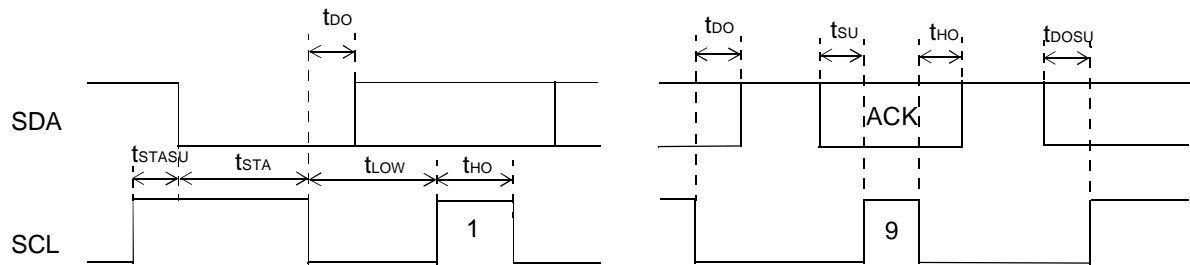 tDO
tDO tSU tHO tDOSU
SDA ACK
tSTASU tSTA tLOW tHO
SCL 1 9